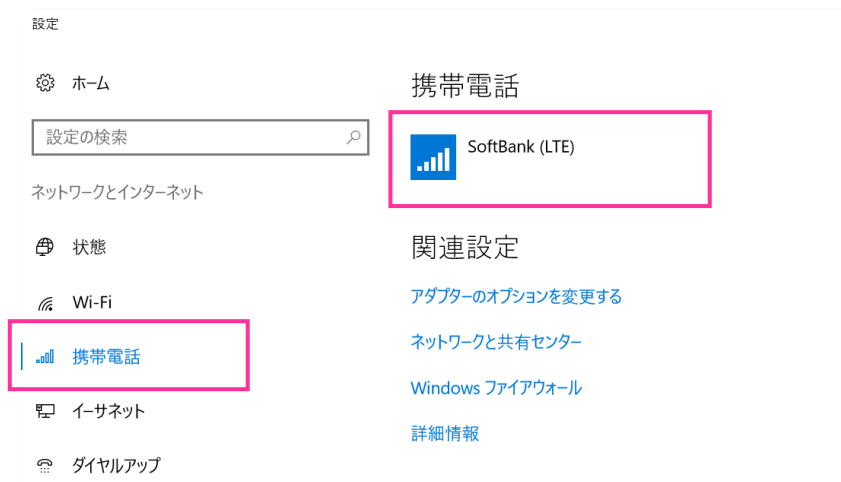 設定
ホーム
設定の検索
ネットワークとインターネット
状態
Wi-Fi
携帯電話
イーサネット
ダイヤルアップ
携帯電話
SoftBank (LTE)
関連設定
アダプターのオプションを変更する
ネットワークと共有センター
Windows ファイアウォール
詳細情報